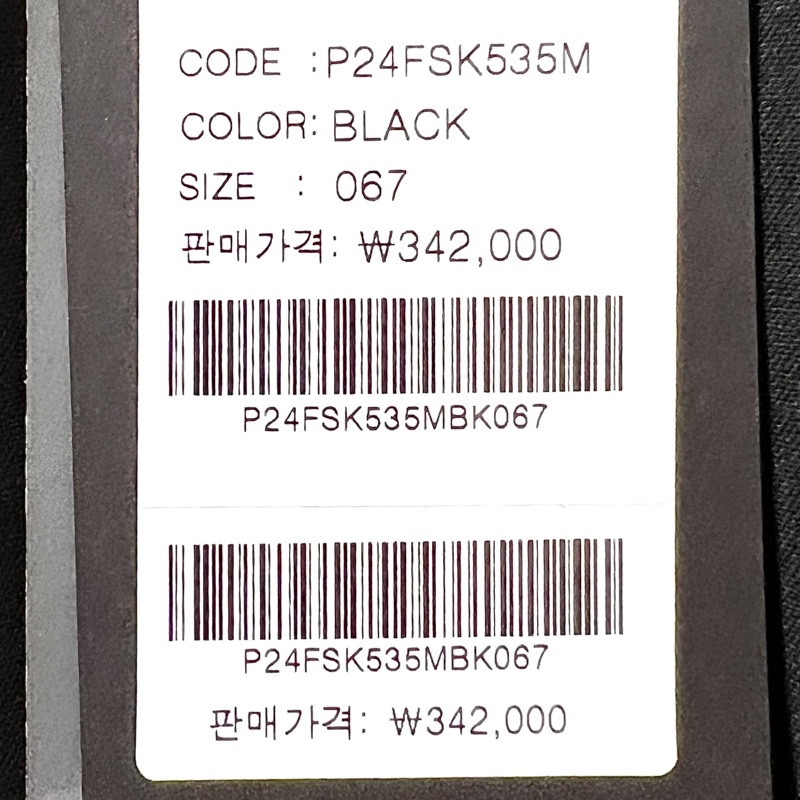 CODE :P24FSK535M
COLOR: BLACK
SIZE : 067
판매가격: ₩342,000
P24FSK535MBK067
P24FSK535MBK067
판매가격: ₩342,000